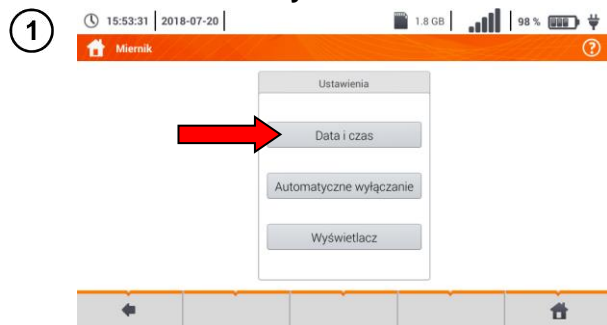 1
15:53:31 2018-07-20 1.8 GB 98 %
Miernik ?
Ustawienia
Data i czas
Automatyczne wyłączanie
Wyświetlacz